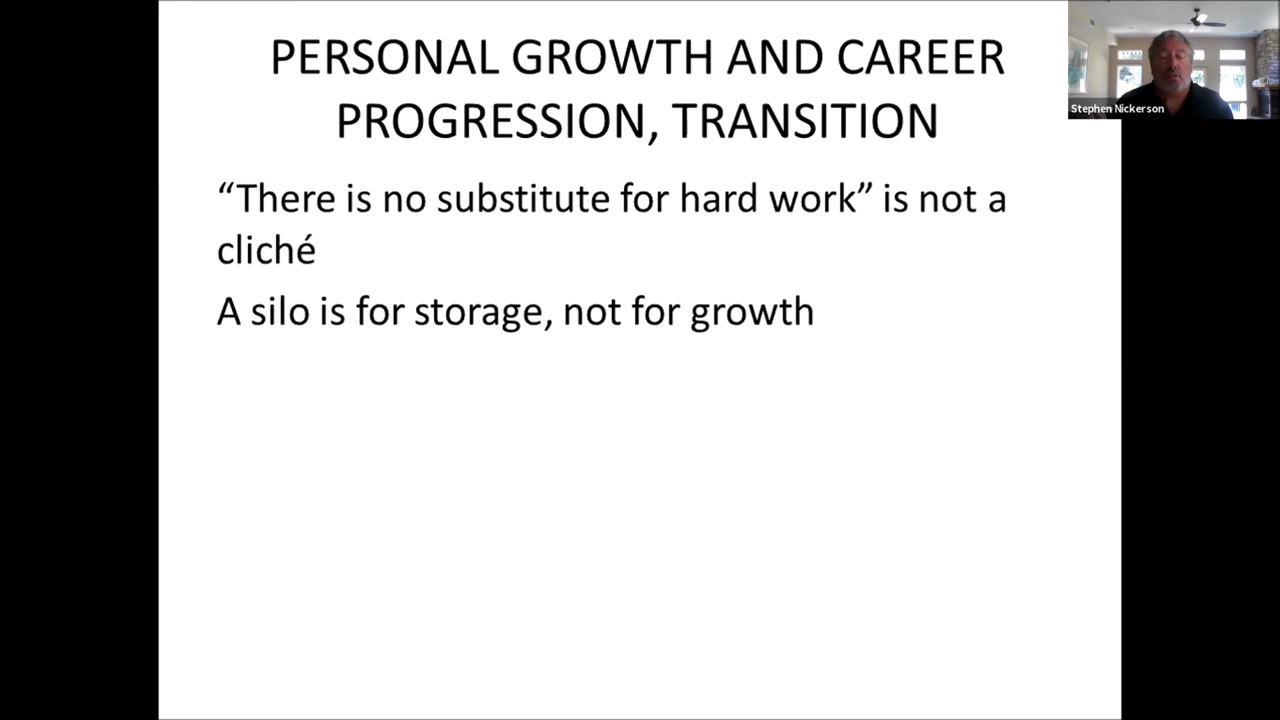 PERSONAL GROWTH AND CAREER
PROGRESSION, TRANSITION
“There is no substitute for hard work” is not a
cliché
A silo is for storage, not for growth
Stephen Nickerson